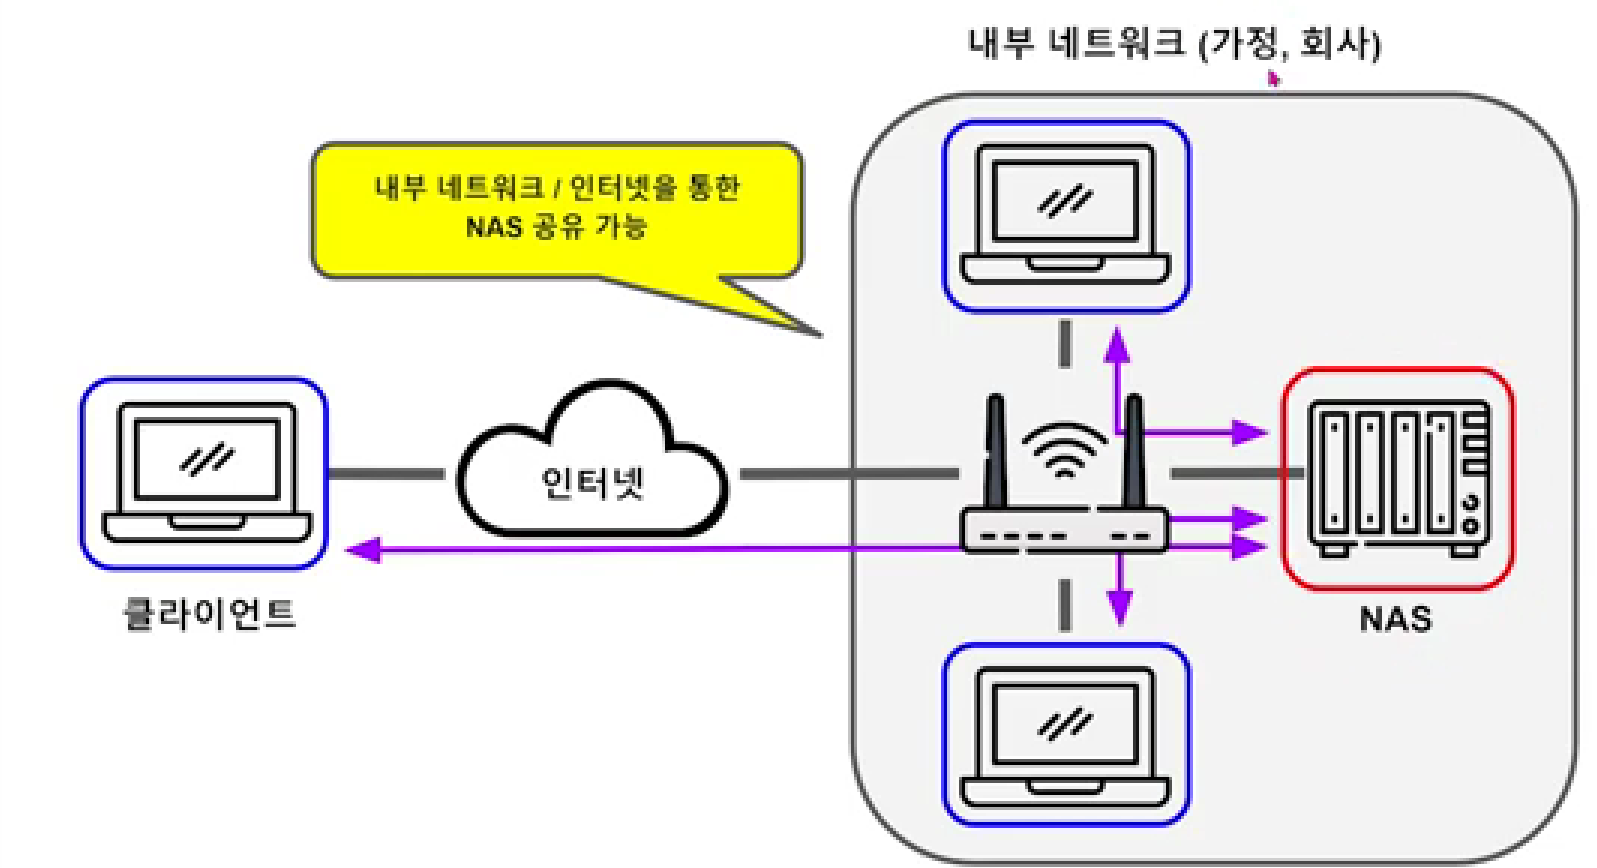 내부 네트워크 (가정, 회사)
내부 네트워크 / 인터넷을 통한
NAS 공유 가능
인터넷
클라이언트
NAS